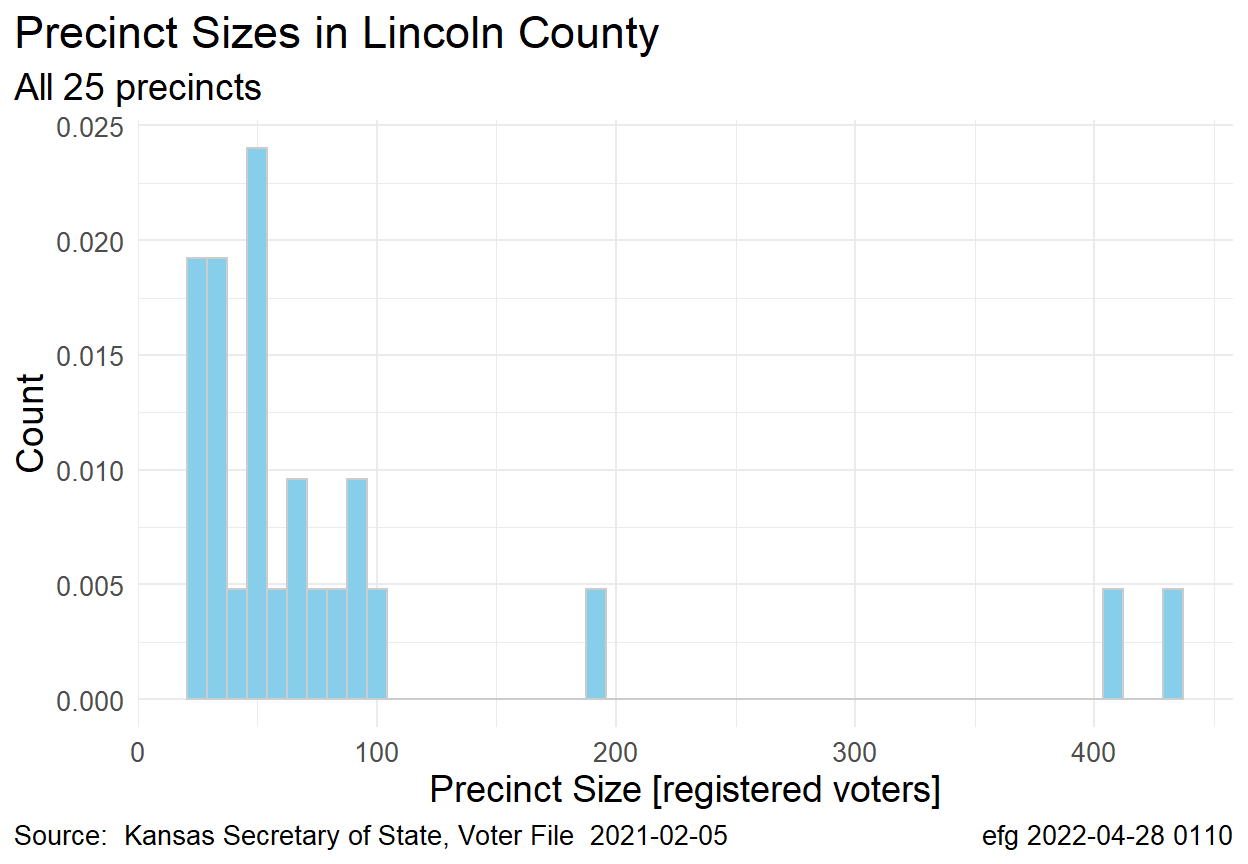 Precinct Sizes in Lincoln County
All 25 precincts
0.025
0.020
0.015
0.010
0.005
0.000
Count
0 100 200 300 400
Precinct Size [registered voters]
Source:  Kansas Secretary of State, Voter File  2021-02-05 efg 2022-04-28 0110